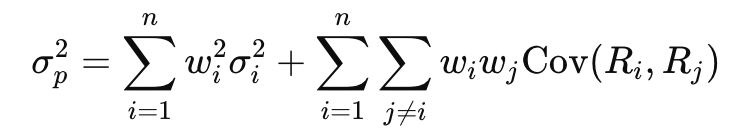 σ_p^2 = \sum_{i=1}^{n} w_i^2 σ_i^2 + \sum_{i=1}^{n} \sum_{j≠i} w_i w_j Cov(R_i, R_j)